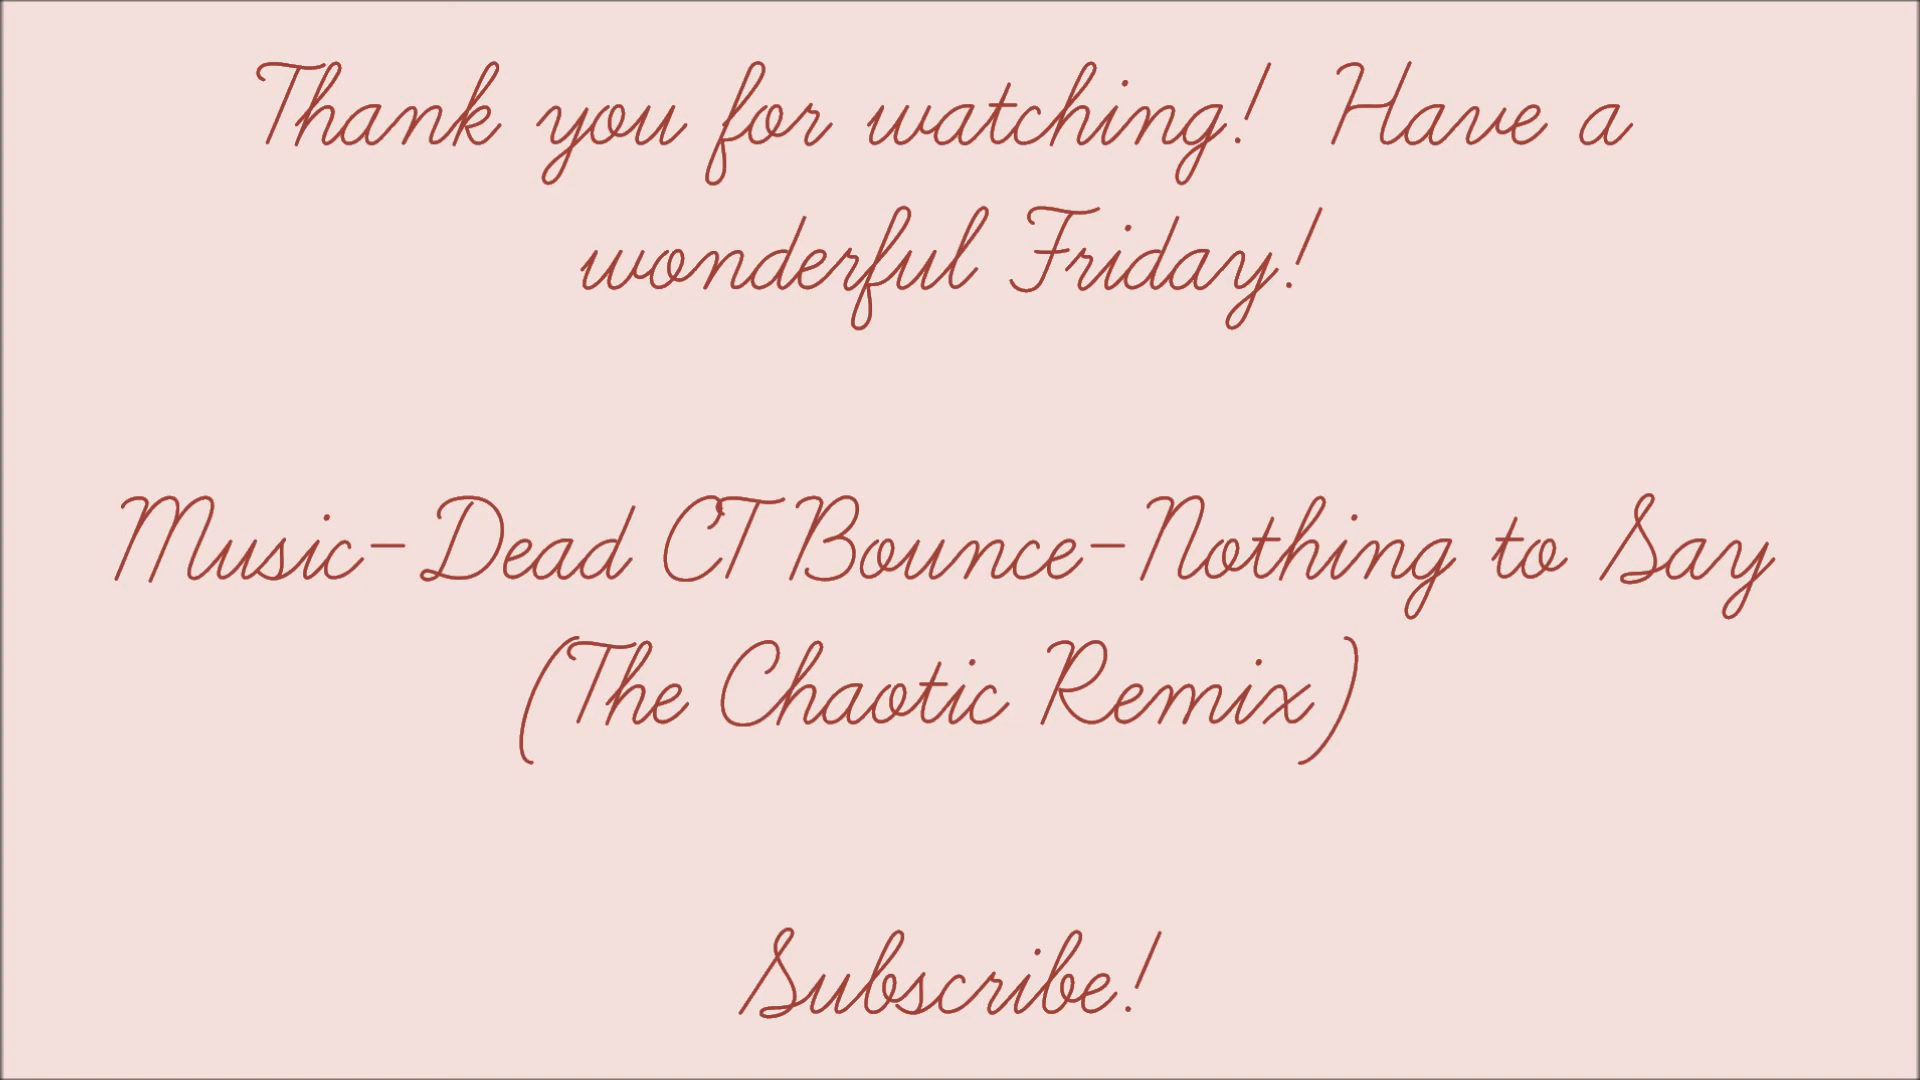 Thank you for watching! Have a
wonderful Friday!
Music-Dead CT Bounce-Nothing to Say
(The Chaotic Remix)
Subscribe!